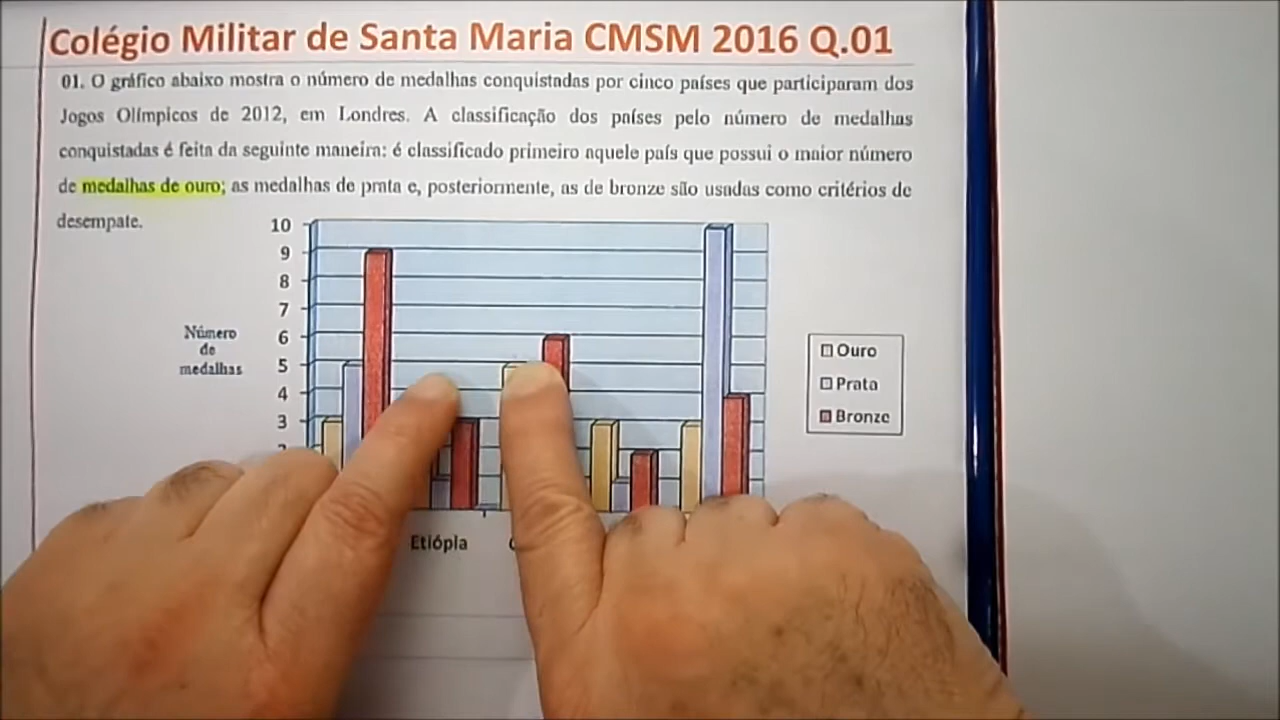 Colégio Militar de Santa Maria CMSM 2016 Q.01
01. O gráfico abaixo mostra o número de medalhas conquistadas por cinco países que participaram dos
Jogos Olímpicos de 2012, em Londres. A classificação dos países pelo número de medalhas
conquistadas é feita da seguinte maneira: é classificado primeiro aquele país que possui o maior número
de medalhas de ouro; as medalhas de prata e, posteriormente, as de bronze são usadas como critérios de
desempate.
10
9
8
7
6
5
4
3
Número
de
medalhas
Ouro
Prata
Bronze
Etiópia